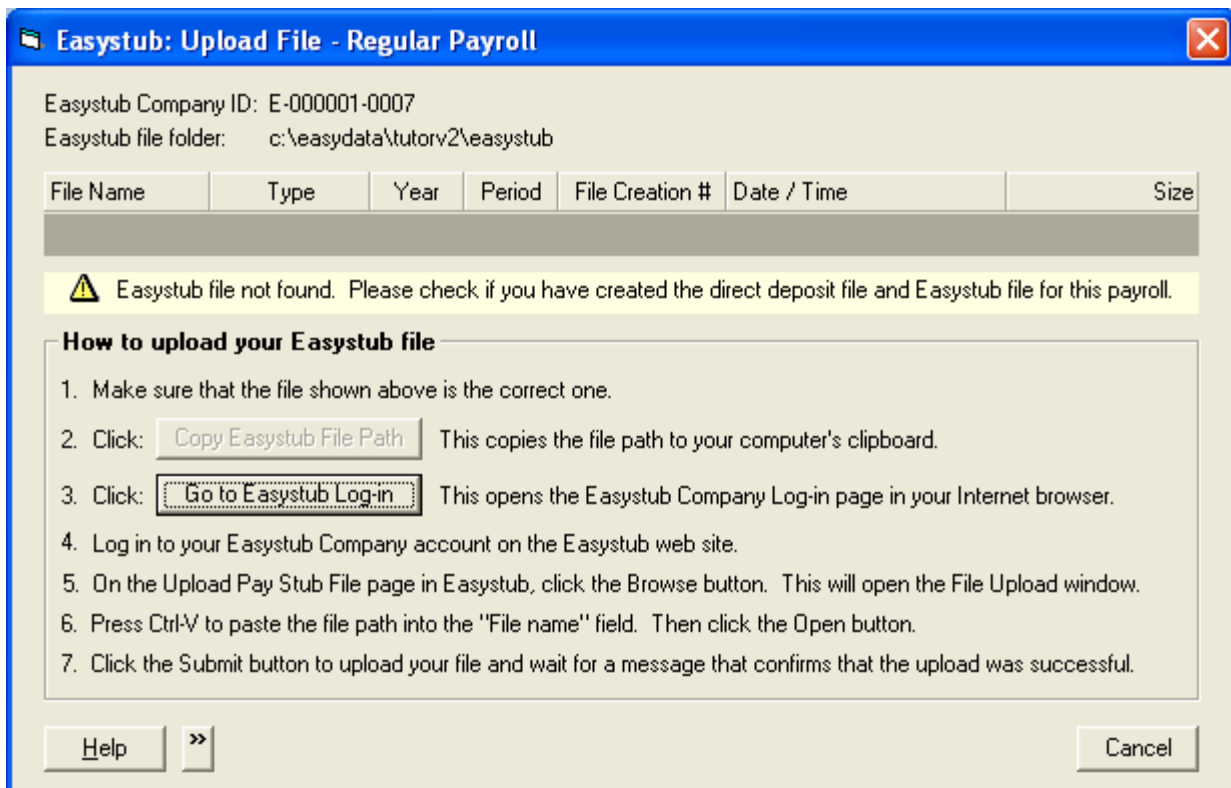 Easystub: Upload File - Regular Payroll
Easystub Company ID: E-000001-0007
Easystub file folder: c:\easydata\tutorv2\easystub
File Name Type Year Period File Creation # Date / Time Size
Easystub file not found. Please check if you have created the direct deposit file and Easystub file for this payroll.
How to upload your Easystub file
1. Make sure that the file shown above is the correct one.
2. Click: Copy Easystub File Path This copies the file path to your computer's clipboard.
3. Click: Go to Easystub Log-in This opens the Easystub Company Log-in page in your Internet browser.
4. Log in to your Easystub Company account on the Easystub web site.
5. On the Upload Pay Stub File page in Easystub, click the Browse button. This will open the File Upload window.
6. Press Ctrl-V to paste the file path into the "File name" field. Then click the Open button.
7. Click the Submit button to upload your file and wait for a message that confirms that the upload was successful.
Help >> Cancel